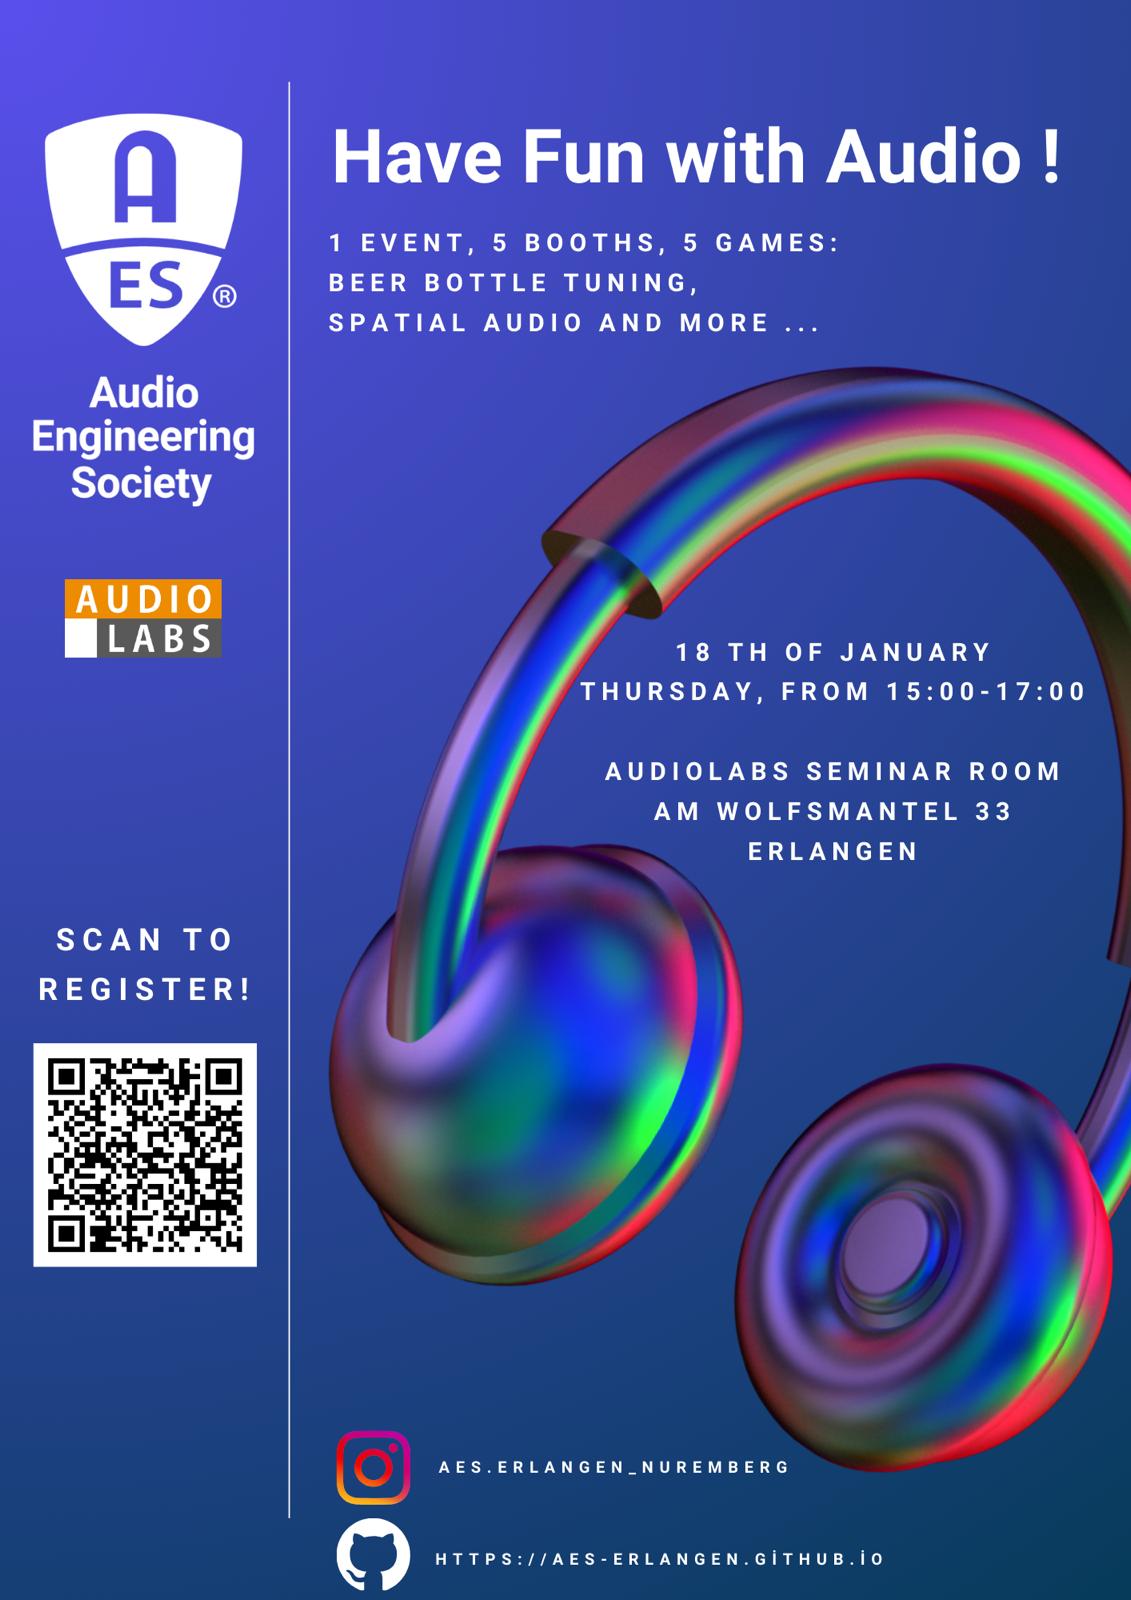 A
ES ®
Audio
Engineering
Society
AUDIO
LABS
SCAN TO
REGISTER!
Have Fun with Audio !
1 EVENT, 5 BOOTHS, 5 GAMES:
BEER BOTTLE TUNING,
SPATIAL AUDIO AND MORE ...
18 TH OF JANUARY
THURSDAY, FROM 15:00-17:00
AUDIOLABS SEMINAR ROOM
AM WOLFSMANTEL 33
ERLANGEN
AES.ERLANGEN_NUREMBERG
HTTPS://AES-ERLANGEN.GİTHUB.İO